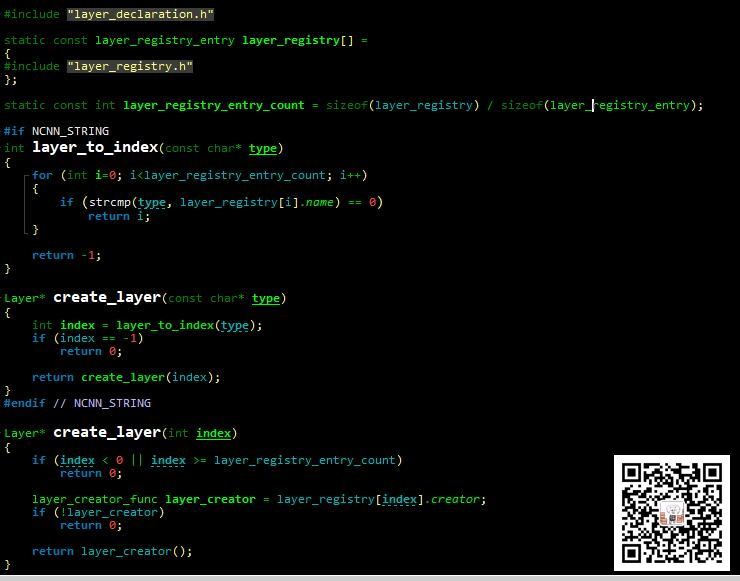 #include "layer_declaration.h"
static const layer_registry_entry layer_registry[] =
{
#include "layer_registry.h"
};
static const int layer_registry_entry_count = sizeof(layer_registry) / sizeof(layer_registry_entry);
#if NCNN_STRING
int layer_to_index(const char* type)
{
for (int i=0; i<layer_registry_entry_count; i++)
{
if (strcmp(type, layer_registry[i].name) == 0)
return i;
}
return -1;
}
Layer* create_layer(const char* type)
{
int index = layer_to_index(type);
if (index == -1)
return 0;
return create_layer(index);
}
#endif // NCNN_STRING
Layer* create_layer(int index)
{
if (index < 0 || index >= layer_registry_entry_count)
return 0;
layer_creator_func layer_creator = layer_registry[index].creator;
if (!layer_creator)
return 0;
return layer_creator();
}